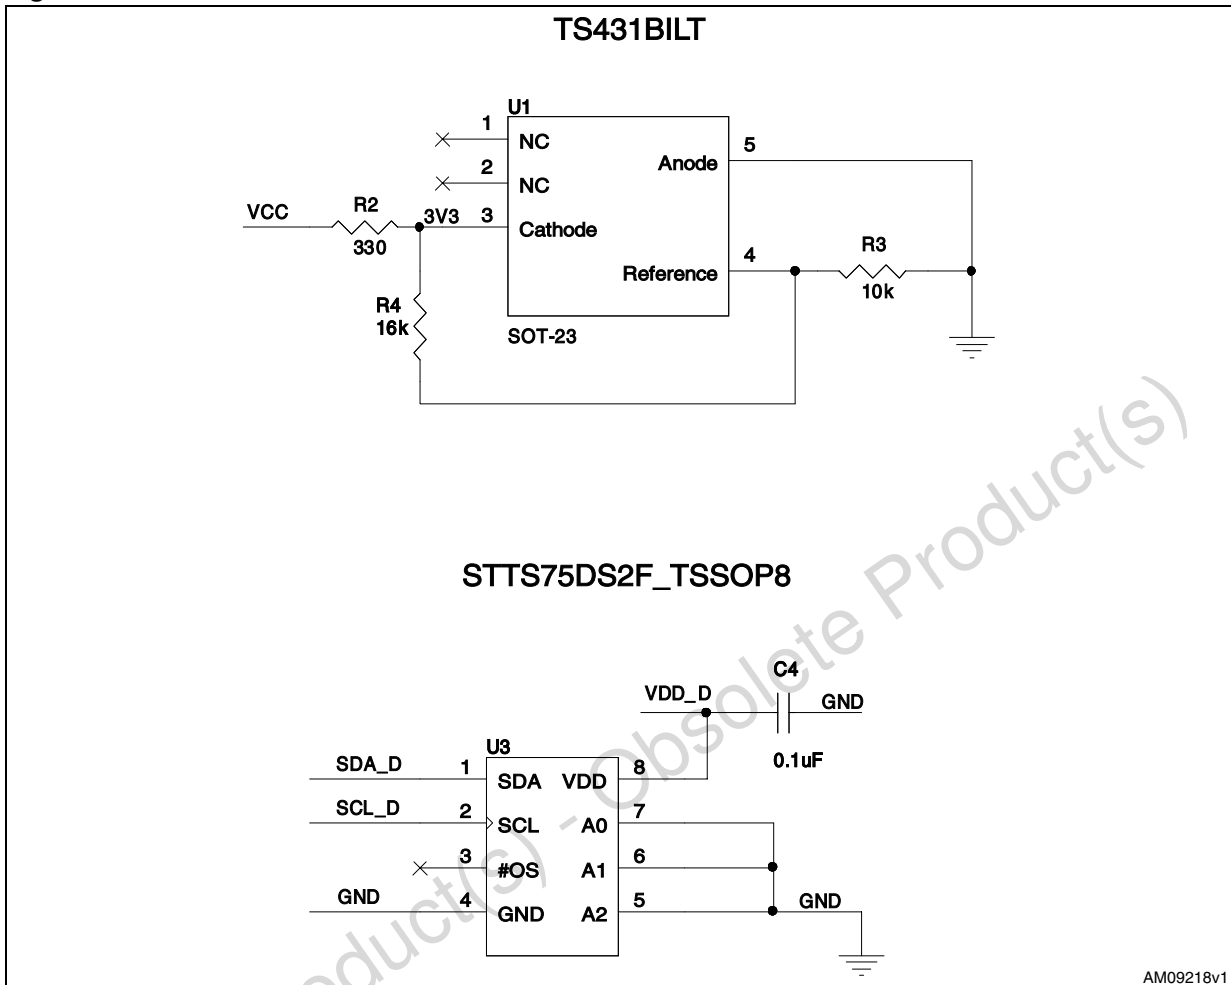 TS431BILT
U1
1
NC
2
NC
3V3
3
Cathode
5
Anode
4
Reference
SOT-23
VCC
R2
330
R4
16k
R3
10k
STTS75DS2F_TSSOP8
C4
VDD_D
GND
0.1uF
U3
SDA_D
1
SDA
VDD
8
SCL_D
2
SCL
A0
7
3
#OS
A1
6
GND
4
GND
A2
5
GND
Product(s) - Obsolete Product(s)
AM09218v1